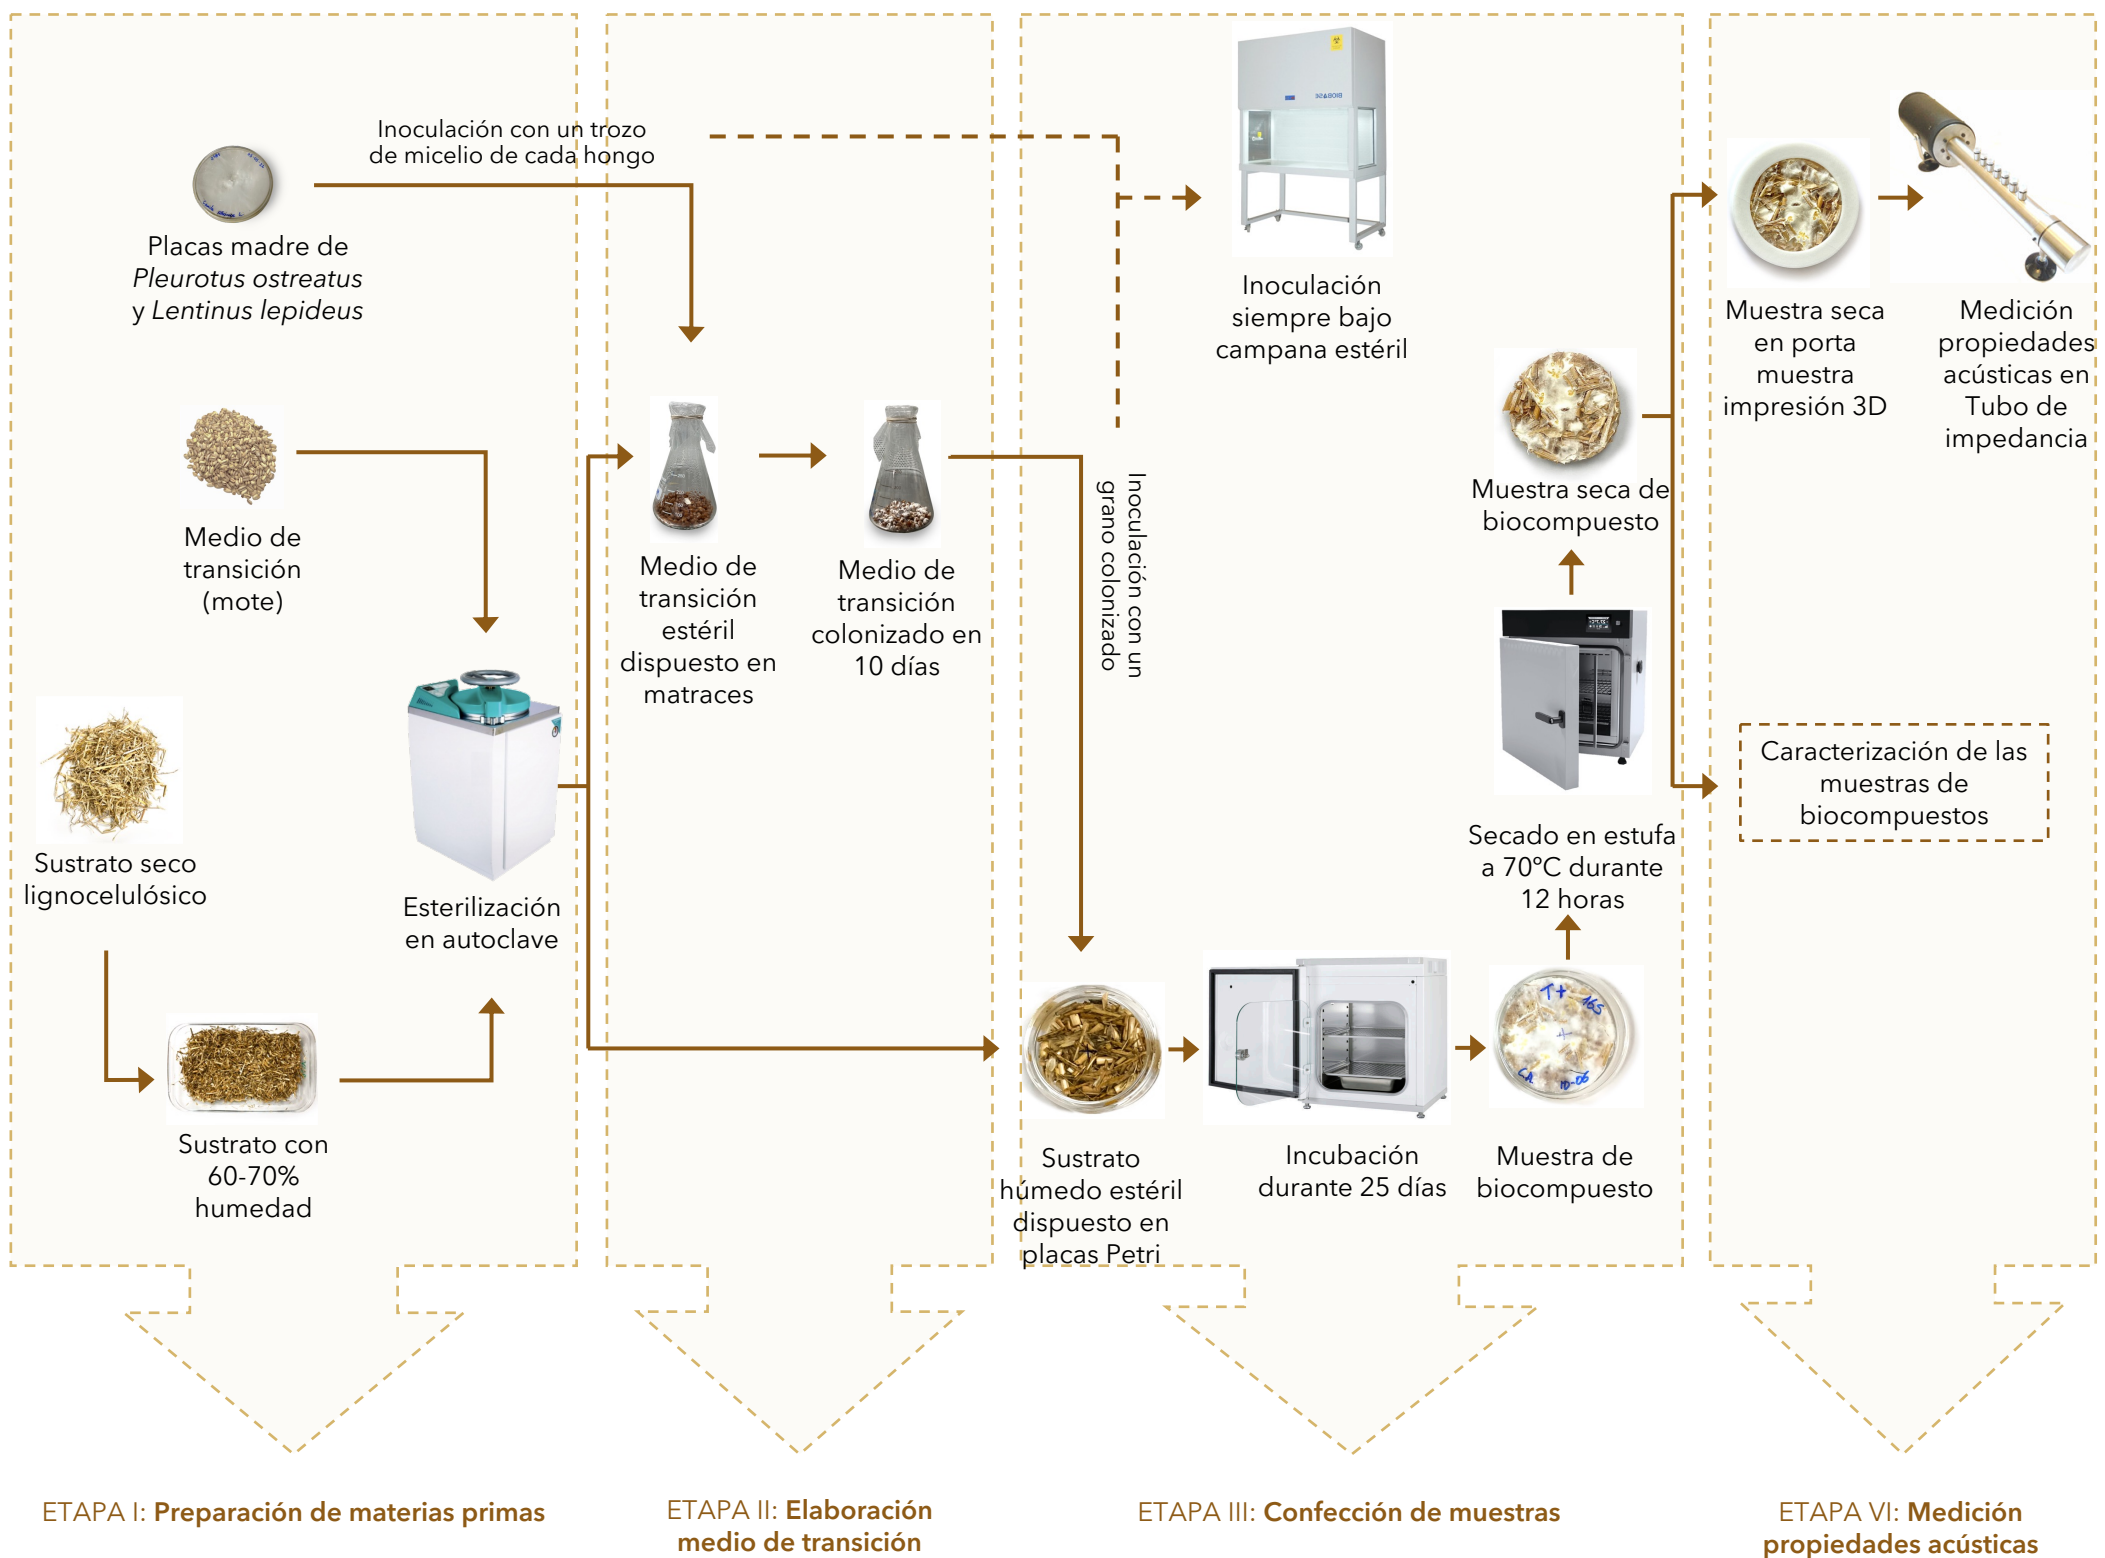 Inoculación con un trozo
de micelio de cada hongo
Placas madre de
Pleurotus ostreatus
y Lentinus lepideus
Medio de
transición
(mote)
Sustrato seco
lignocelulósico
Esterilización
en autoclave
Sustrato con
60-70%
humedad
Medio de
transición
estéril
dispuesto en
matraces
Medio de
transición
colonizado en
10 días
BIOBASE
Inoculación
siempre bajo
campana estéril
Inoculación con un
grano colonizado
Sustrato
húmedo estéril
dispuesto en
placas Petri
Incubación
durante 25 días
T+ 165
CA 10-06
Muestra de
biocompuesto
Secado en estufa
a 70ºC durante
12 horas
Muestra seca de
biocompuesto
Muestra seca
en porta
muestra
impresión 3D
Medición
propiedades
acústicas en
Tubo de
impedancia
Caracterización de las
muestras de
biocompuestos
ETAPA I: Preparación de materias primas
ETAPA II: Elaboración
medio de transición
ETAPA III: Confección de muestras
ETAPA VI: Medición
propiedades acústicas